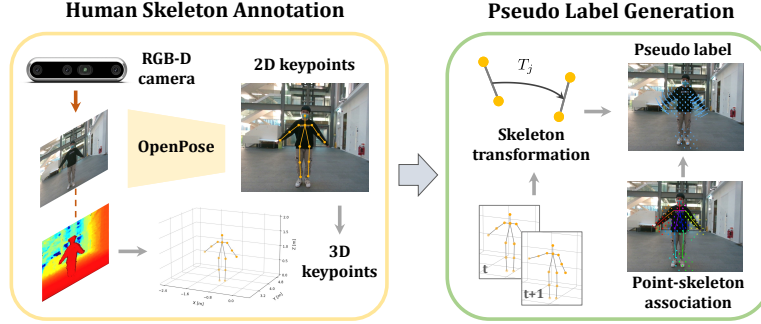 Human Skeleton Annotation
RGB-D
camera
2D keypoints
OpenPose
3D
keypoints
X [m]
Y [m]
Z [m]
Pseudo Label Generation
T_j
Pseudo label
Skeleton
transformation
t
t+1
Point-skeleton
association